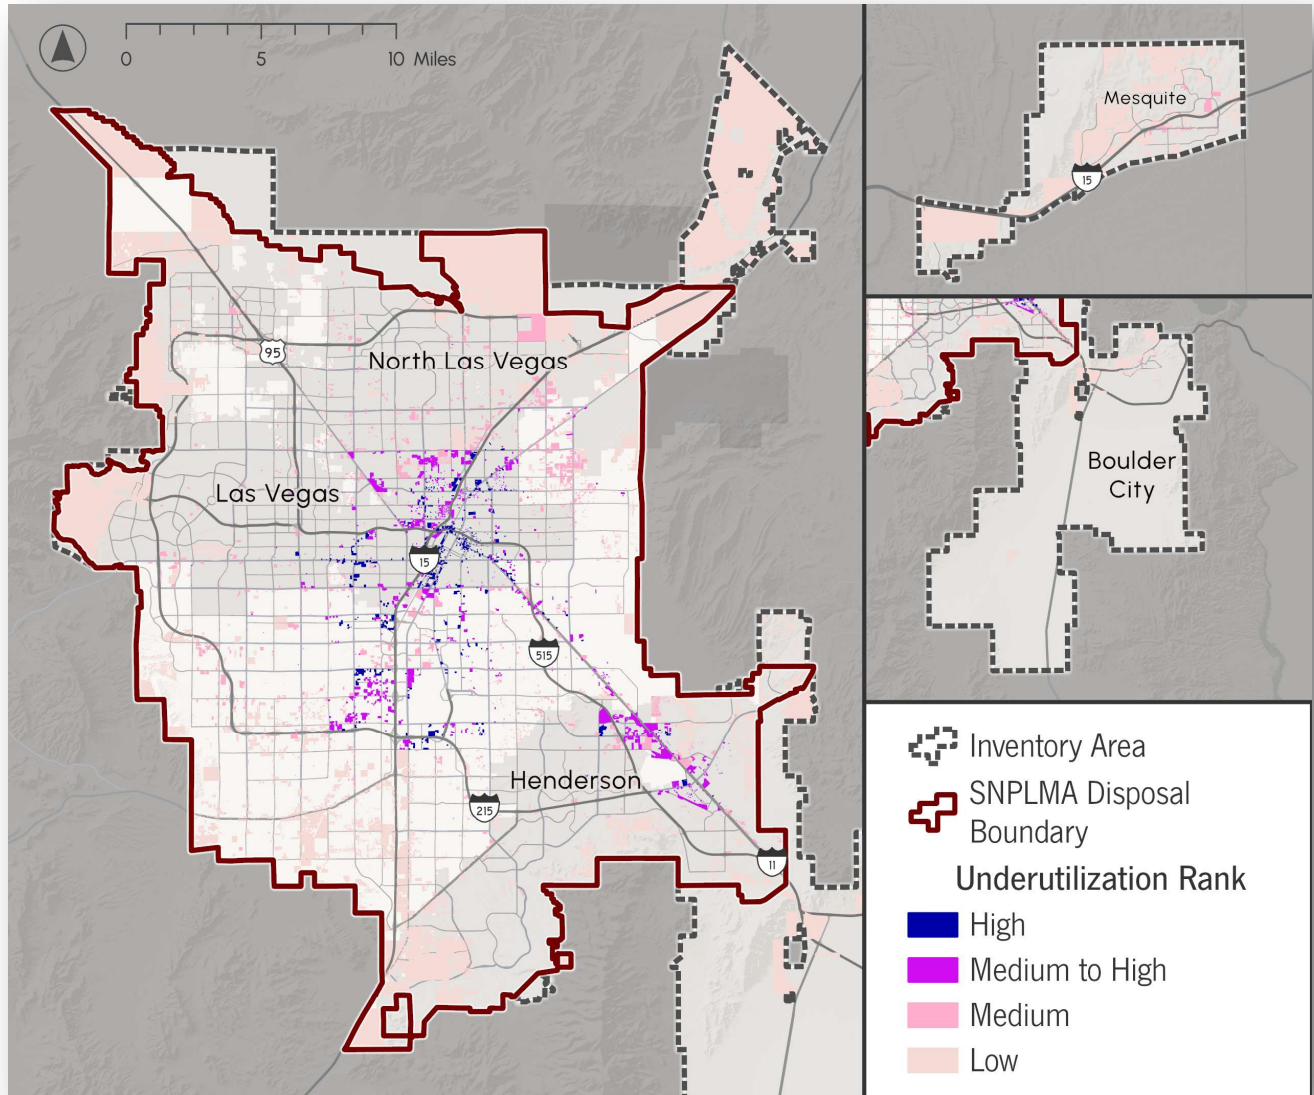 0 5 10 Miles
Mesquite
15
95
North Las Vegas
Las Vegas
15
Boulder
City
515
Henderson
215
11
Inventory Area
SNPLMA Disposal
Boundary
Underutilization Rank
High
Medium to High
Medium
Low